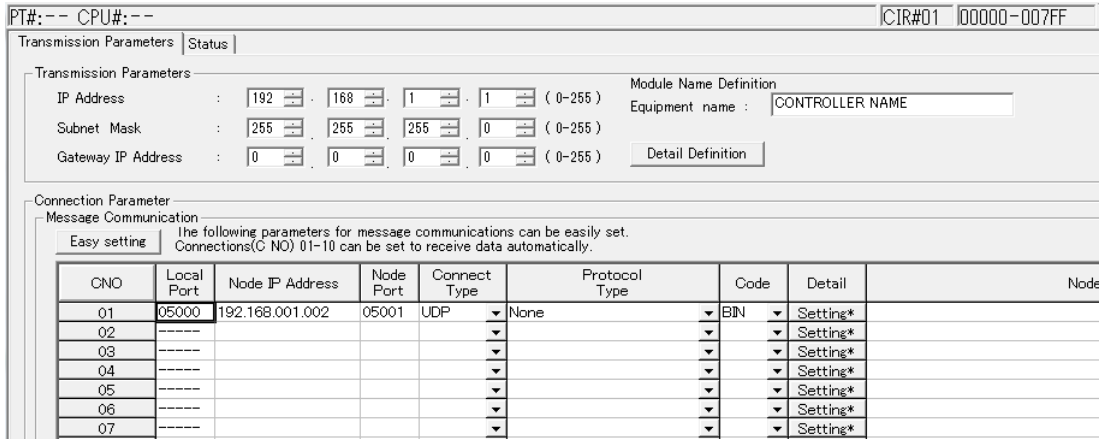 PT#:-- CPU#:-- CIR#01 00000-007FF
Transmission Parameters Status
Transmission Parameters
Module Name Definition
IP Address : 192 . 168 . 1 . 1 ( 0-255 )
Equipment name : CONTROLLER NAME
Subnet Mask : 255 . 255 . 255 . 0 ( 0-255 )
Gateway IP Address : 0 . 0 . 0 . 0 ( 0-255 )
Detail Definition
Connection Parameter
Message Communication
Easy setting
The following parameters for message communications can be easily set.
Connections(C NO) 01-10 can be set to receive data automatically.
CNO Local Port Node IP Address Node Port Connect Type Protocol Type Code Detail Node
01 05000 192.168.001.002 05001 UDP None BIN Setting*
02 ----- Setting*
03 ----- Setting*
04 ----- Setting*
05 ----- Setting*
06 ----- Setting*
07 ----- Setting*